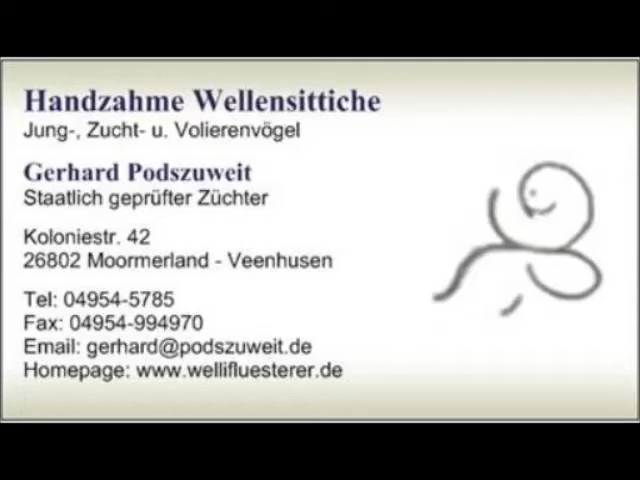 Handzahme Wellensittiche
Jung-, Zucht- u. Volierenvögel
Gerhard Podszuweit
Staatlich geprüfter Züchter
Koloniestr. 42
26802 Moormerland - Veenhusen
Tel: 04954-5785
Fax: 04954-994970
Email: gerhard@podszuweit.de
Homepage: www.wellifluesterer.de